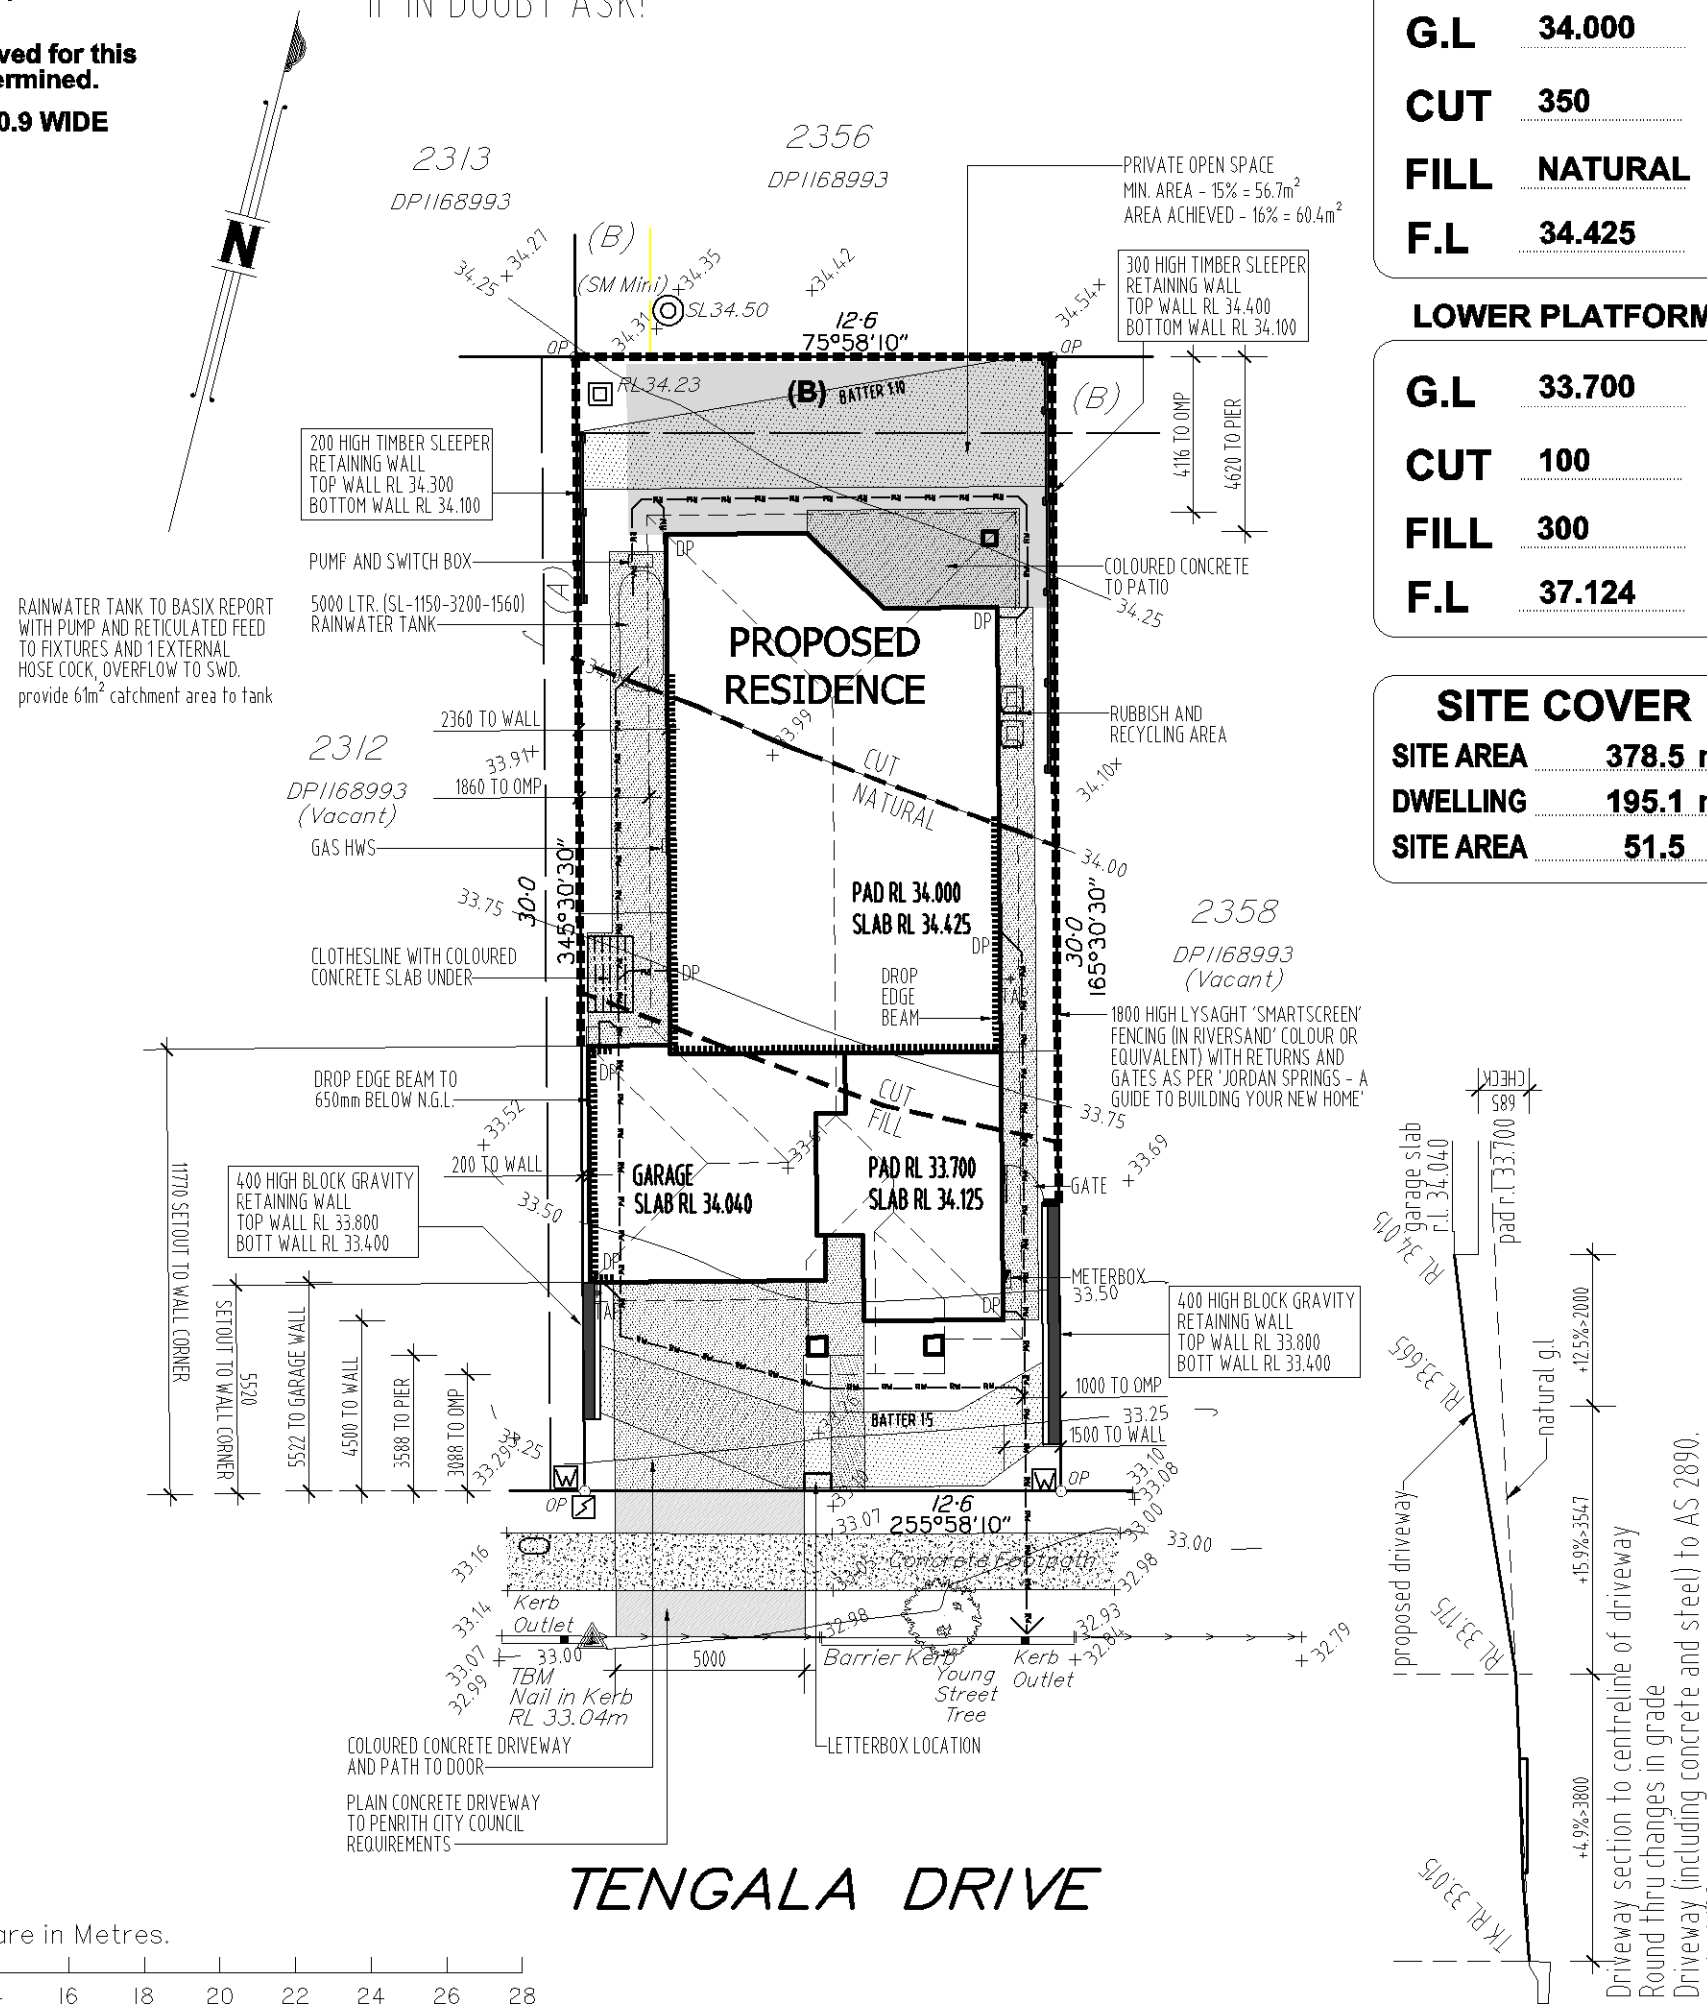 IF IN DOUBT ASK!
ved for this
ermined.
0.9 WIDE
N
G.L 34.000
CUT 350
FILL NATURAL
F.L 34.425
LOWER PLATFORM
G.L 33.700
CUT 100
FILL 300
F.L 37.124
SITE COVER
SITE AREA 378.5
DWELLING 195.1
SITE AREA 51.5
2313
DP1168993
2356
DP1168993
PRIVATE OPEN SPACE
MIN. AREA - 15% = 56.7m²
AREA ACHIEVED - 16% = 60.4m²
(B)
34.25
34.27
(SM Mini)
34.35
34.42
SL34.50
34.31
34.54
12·6
75°58'10"
OP
OP
300 HIGH TIMBER SLEEPER
RETAINING WALL
TOP WALL RL 34.400
BOTTOM WALL RL 34.100
RL34.23
(B)
BATTER 1:10
(B)
4116 TO OMP
4620 TO PIER
200 HIGH TIMBER SLEEPER
RETAINING WALL
TOP WALL RL 34.300
BOTTOM WALL RL 34.100
PUMP AND SWITCH BOX
5000 LTR. (SL-1150-3200-1560)
RAINWATER TANK
(A)
RAINWATER TANK TO BASIX REPORT
WITH PUMP AND RETICULATED FEED
TO FIXTURES AND 1 EXTERNAL
HOSE COCK, OVERFLOW TO SWD.
provide 61m² catchment area to tank
DP
DP
COLOURED CONCRETE
TO PATIO
34.25
PROPOSED
RESIDENCE
2360 TO WALL
33.99
RUBBISH AND
RECYCLING AREA
2312
DP1168993
(Vacant)
33.91
1860 TO OMP
CUT
NATURAL
34.10
GAS HWS
34.00
33.75
30·0
345°30'30"
PAD RL 34.000
SLAB RL 34.425
30·0
165°30'30"
2358
DP1168993
(Vacant)
CLOTHESLINE WITH COLOURED
CONCRETE SLAB UNDER
DP
DP
DROP
EDGE
BEAM
1800 HIGH LYSAGHT 'SMARTSCREEN'
FENCING (IN RIVERSAND' COLOUR OR
EQUIVALENT) WITH RETURNS AND
GATES AS PER 'JORDAN SPRINGS - A
GUIDE TO BUILDING YOUR NEW HOME'
DROP EDGE BEAM TO
650mm BELOW N.G.L.
DP
CUT
FILL
33.75
33.52
33.61
33.69
200 TO WALL
GARAGE
SLAB RL 34.040
PAD RL 33.700
SLAB RL 34.125
GATE
33.50
400 HIGH BLOCK GRAVITY
RETAINING WALL
TOP WALL RL 33.800
BOTT WALL RL 33.400
11770 SETOUT TO WALL CORNER
5520
SETOUT TO WALL CORNER
5522 TO GARAGE WALL
4500 TO WALL
3588 TO PIER
3088 TO OMP
DP
TAP
DP
METERBOX
33.50
400 HIGH BLOCK GRAVITY
RETAINING WALL
TOP WALL RL 33.800
BOTT WALL RL 33.400
1000 TO OMP
BATTER 1:5
33.25
1500 TO WALL
33.25
33.29
33.10
33.08
W
W
OP
OP
33.10
33.07
12·6
255°58'10"
33.00
33.00
33.16
33.05
Concrete Footpath
32.98
Kerb
Outlet
33.14
32.98
32.93
32.84
32.79
33.07
32.99
33.00
5000
Barrier Kerb
Young
Street
Tree
Kerb
Outlet
TBM
Nail in Kerb
RL 33.04m
COLOURED CONCRETE DRIVEWAY
AND PATH TO DOOR
LETTERBOX LOCATION
PLAIN CONCRETE DRIVEWAY
TO PENRITH CITY COUNCIL
REQUIREMENTS
TENGALA DRIVE
are in Metres.
16 18 20 22 24 26 28
685
CHECK
garage slab
r.l. 34.040
pad r.l 33.700
RL 34.015
RL 33.665
RL 33.175
TK RL 33.015
proposed driveway
natural g.l
+12.5%>2000
+15.9%>3547
+4.9%>3800
Driveway section to centreline of driveway
Round thru changes in grade
Driveway (including concrete and steel) to AS 2890.